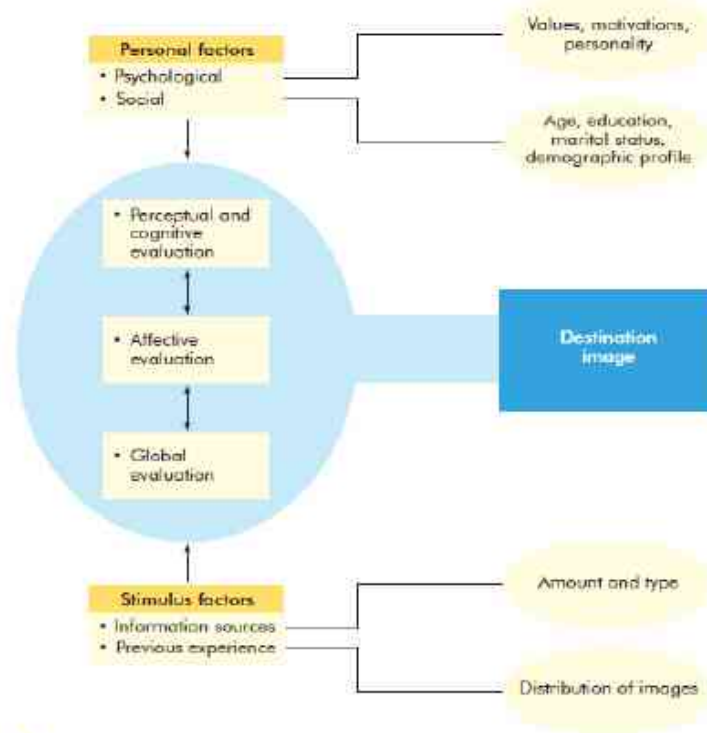 Personal factors
• Psychological
• Social
Values, motivations,
personality
Age, education,
marital status,
demographic profile
• Perceptual and
cognitive
evaluation
• Affective
evaluation
• Global
evaluation
Destination
image
Stimulus factors
• Information sources
• Previous experience
Amount and type
Distribution of images